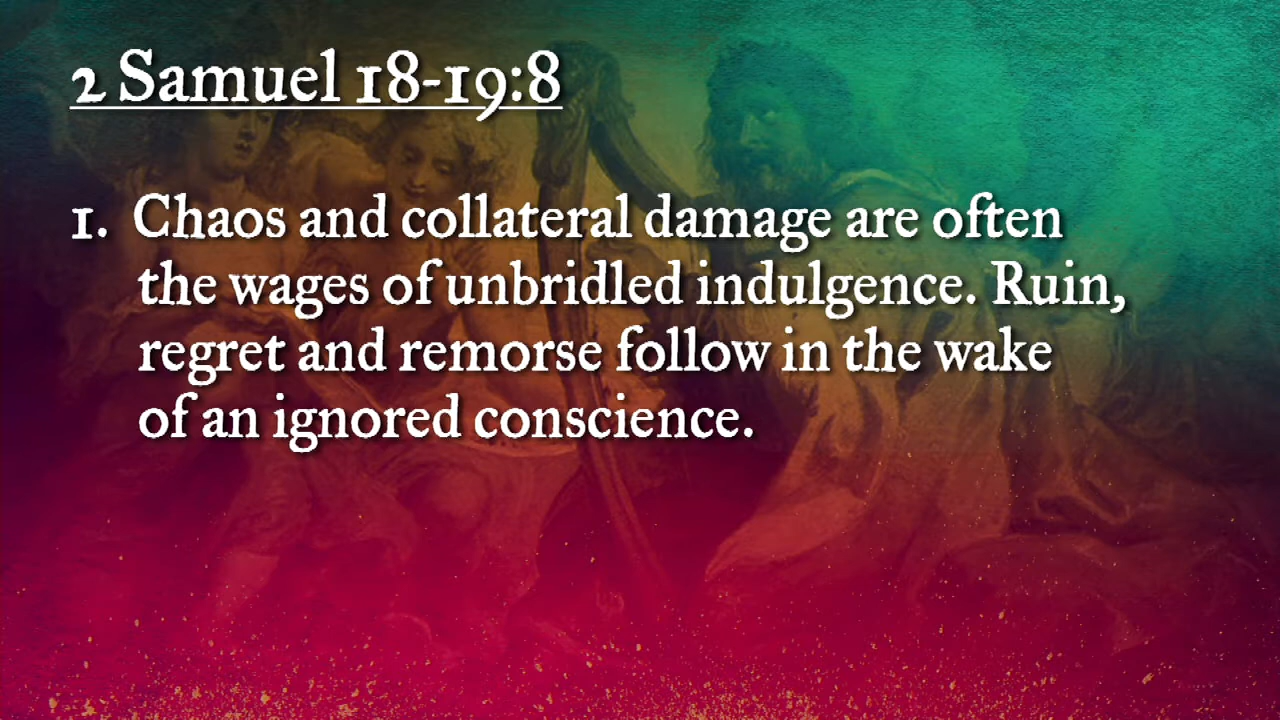 2 Samuel 18-19:8
1. Chaos and collateral damage are often
the wages of unbridled indulgence. Ruin,
regret and remorse follow in the wake
of an ignored conscience.